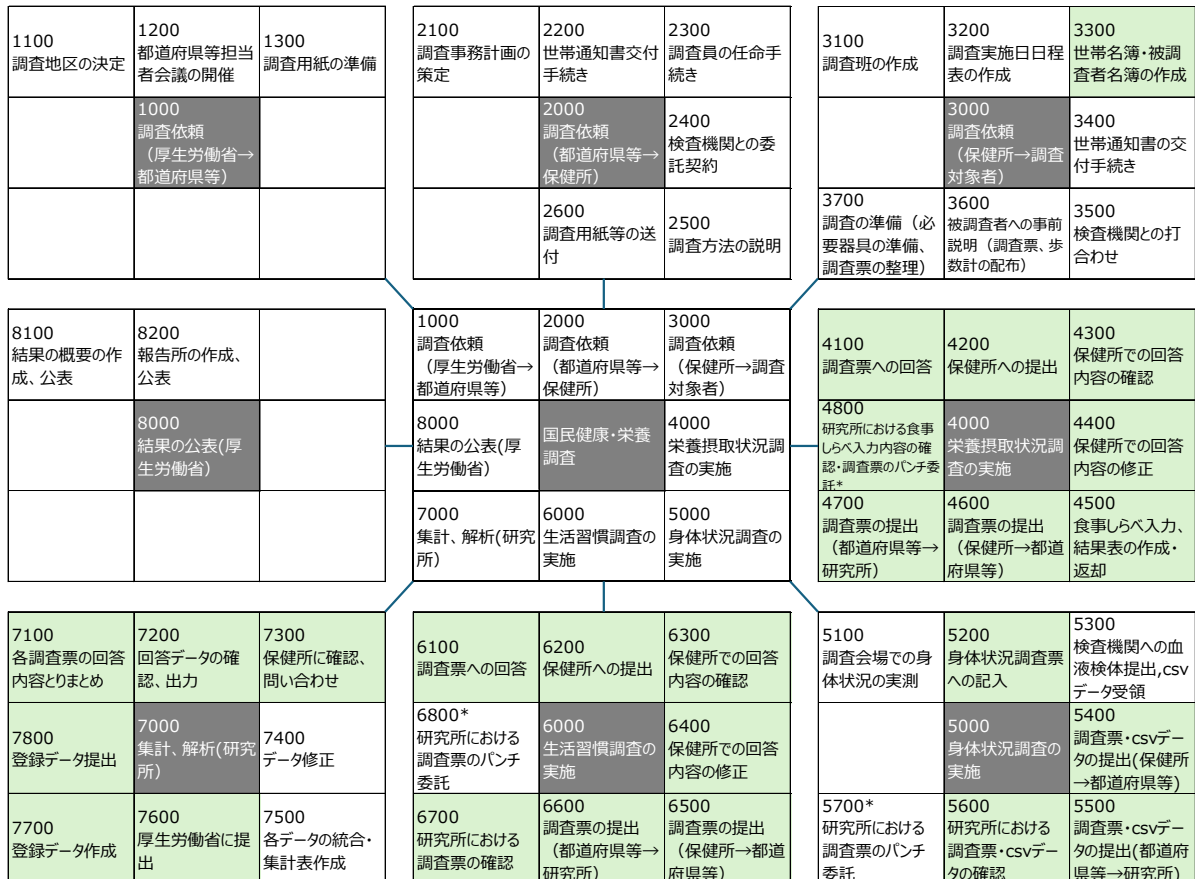 1100
調査地区の決定
1200
都道府県等担当
者会議の開催
1300
調査用紙の準備
1000
調査依頼
（厚生労働省→
都道府県等）
2100
調査事務計画の
策定
2200
世帯通知書交付
手続き
2300
調査員の任命手
続き
2000
調査依頼
（都道府県等→
保健所）
2400
検査機関との委
託契約
2600
調査用紙等の送
付
2500
調査方法の説明
3100
調査班の作成
3200
調査実施日日程
表の作成
3300
世帯名簿・被調
査者名簿の作成
3000
調査依頼
（保健所→調査
対象者）
3400
世帯通知書の交
付手続き
3700
調査の準備（必
要器具の準備、
調査票の整理）
3600
被調査者への事前
説明（調査票、歩
数計の配布）
3500
検査機関との打
合わせ
8100
結果の概要の作
成、公表
8200
報告所の作成、
公表
8000
結果の公表(厚
生労働省）
1000
調査依頼
（厚生労働省→
都道府県等）
2000
調査依頼
（都道府県等→
保健所）
3000
調査依頼
（保健所→調査
対象者）
8000
結果の公表(厚
生労働省）
国民健康・栄養
調査
4000
栄養摂取状況調
査の実施
7000
集計、解析(研究
所）
6000
生活習慣調査の
実施
5000
身体状況調査の
実施
4100
調査票への回答
4200
保健所への提出
4300
保健所での回答
内容の確認
4800
研究所における食事
しらべ入力内容の確
認・調査票のパンチ委
託*
4000
栄養摂取状況調
査の実施
4400
保健所での回答
内容の修正
4700
調査票の提出
（都道府県等→
研究所）
4600
調査票の提出
（保健所→都道
府県等）
4500
食事しらべ入力、
結果表の作成・
返却
7100
各調査票の回答
内容とりまとめ
7200
回答データの確
認、出力
7300
保健所に確認、
問い合わせ
7800
登録データ提出
7000
集計、解析(研究
所）
7400
データ修正
7700
登録データ作成
7600
厚生労働省に提
出
7500
各データの統合・
集計表作成
6100
調査票への回答
6200
保健所への提出
6300
保健所での回答
内容の確認
6800*
研究所における
調査票のパンチ
委託
6000
生活習慣調査の
実施
6400
保健所での回答
内容の修正
6700
研究所における
調査票の確認
6600
調査票の提出
（都道府県等→
研究所）
6500
調査票の提出
（保健所→都道
府県等）
5100
調査会場での身
体状況の実測
5200
身体状況調査票
への記入
5300
検査機関への血
液検体提出,csv
データ受領
5000
身体状況調査の
実施
5400
調査票・csvデー
タの提出(保健所
→都道府県等)
5700*
研究所における
調査票のパンチ
委託
5600
研究所における
調査票・csvデー
タの確認
5500
調査票・csvデー
タの提出(都道府
県等→研究所)